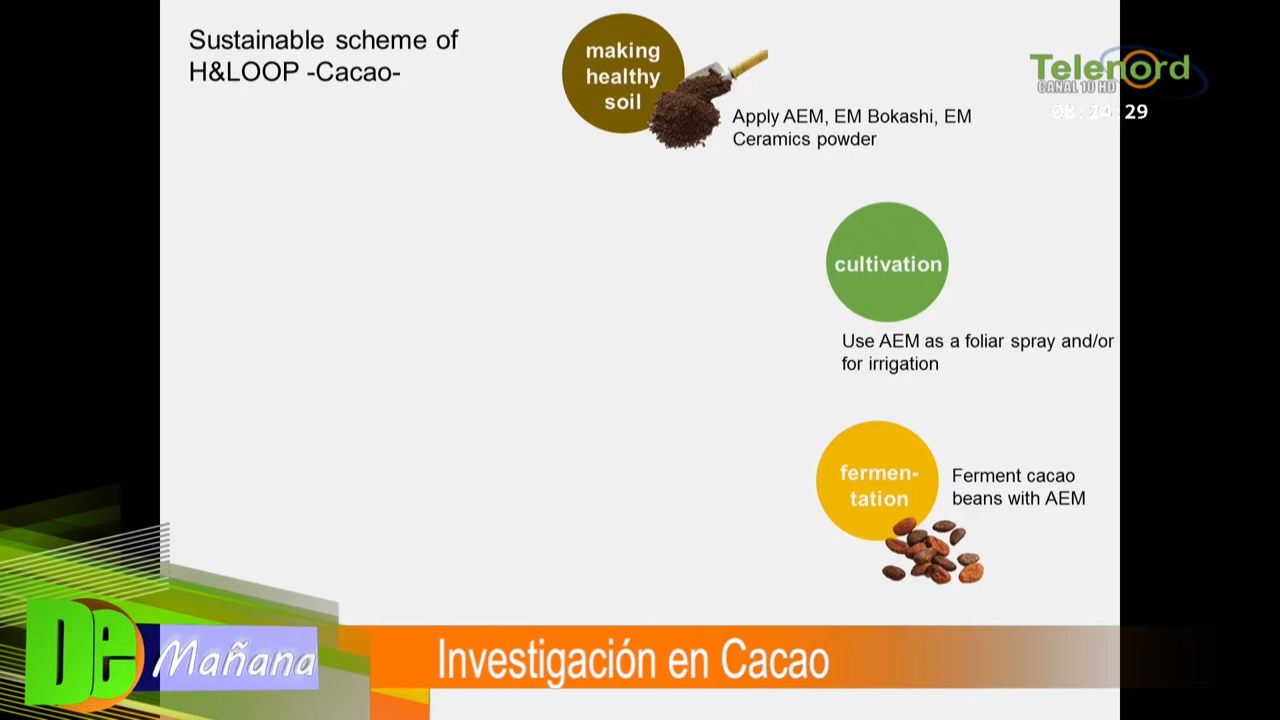 Sustainable scheme of
H&LOOP -Cacao-
making
healthy
soil
Apply AEM, EM Bokashi, EM
Ceramics powder
Telenord
CANAL 10 HD
08:24:29
cultivation
Use AEM as a foliar spray and/or
for irrigation
fermen-
tation
Ferment cacao
beans with AEM
De
Mañana
Investigación en Cacao